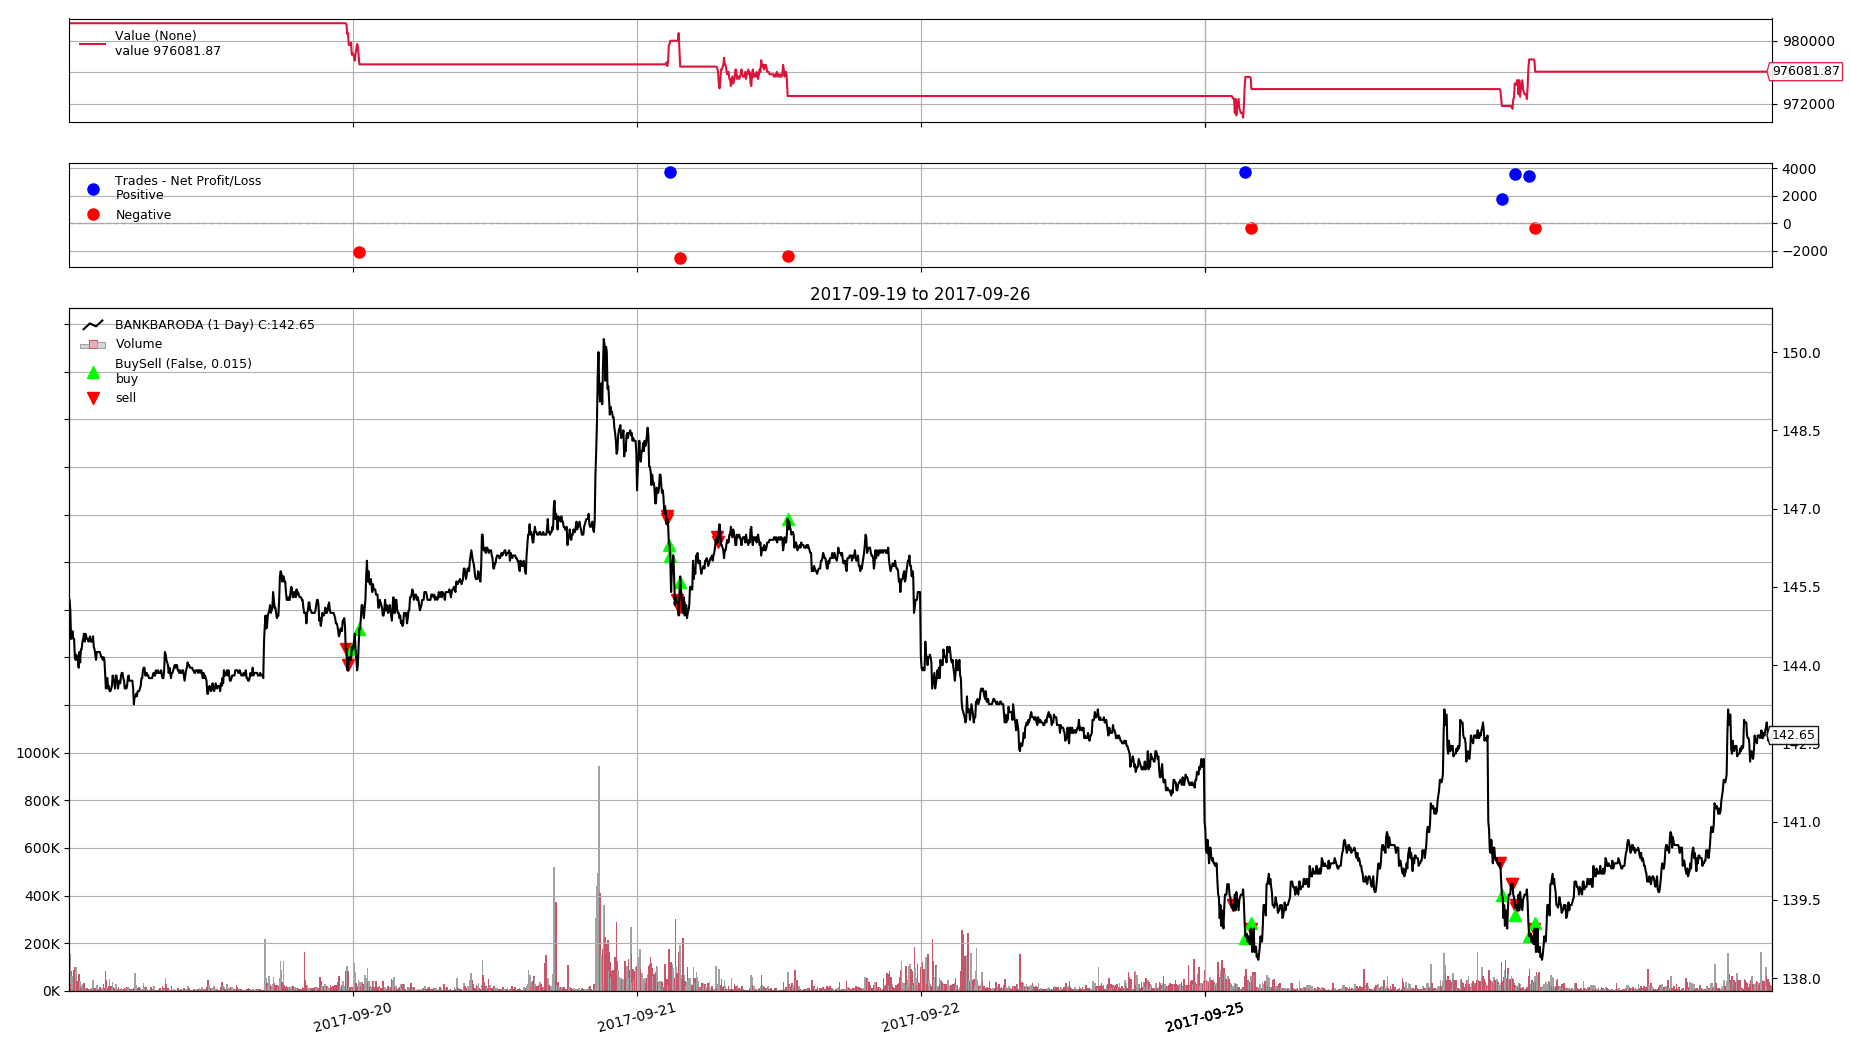 Value (None)
value 976081.87
980000
976081.87
972000
Trades - Net Profit/Loss
Positive
Negative
4000
2000
0
−2000
2017-09-19 to 2017-09-26
BANKBARODA (1 Day) C:142.65
Volume
BuySell (False, 0.015)
buy
sell
150.0
148.5
147.0
145.5
144.0
142.65
141.0
139.5
138.0
1000K
800K
600K
400K
200K
0K
2017-09-20
2017-09-21
2017-09-22
2017-09-25